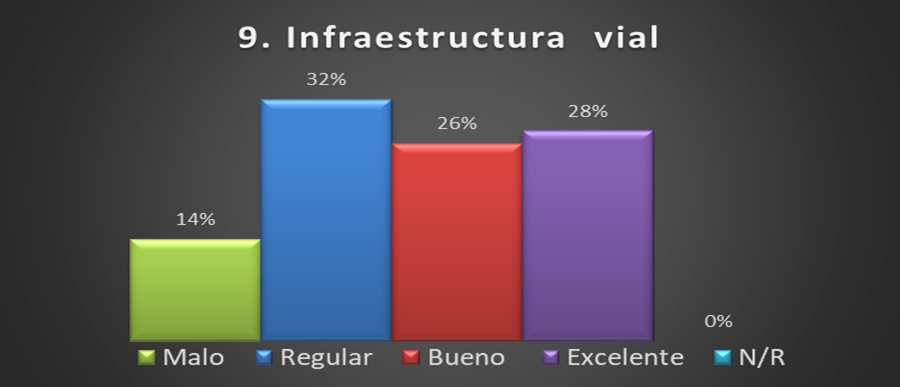 9. Infraestructura vial
32%
28%
26%
14%
0%
Malo Regular Bueno Excelente N/R